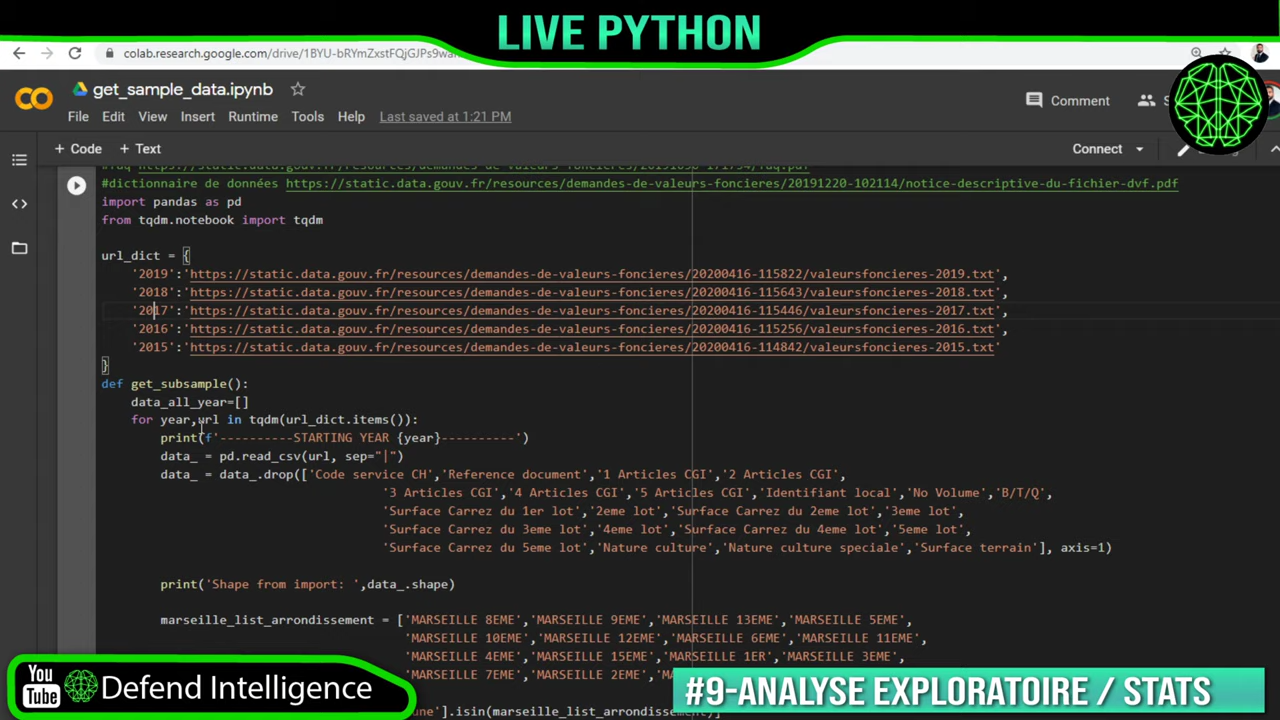 LIVE PYTHON
colab.research.google.com/drive/1BYU-bRYmZxstFQjGJPs9wa
get_sample_data.ipynb
Comment
File Edit View Insert Runtime Tools Help Last saved at 1:21 PM
+ Code + Text
Connect
#dictionnaire de données https://static.data.gouv.fr/resources/demandes-de-valeurs-foncieres/20191220-102114/notice-descriptive-du-fichier-dvf.pdf
import pandas as pd
from tqdm.notebook import tqdm
url_dict = {
'2019':'https://static.data.gouv.fr/resources/demandes-de-valeurs-foncieres/20200416-115822/valeursfoncieres-2019.txt',
'2018':'https://static.data.gouv.fr/resources/demandes-de-valeurs-foncieres/20200416-115643/valeursfoncieres-2018.txt',
'2017':'https://static.data.gouv.fr/resources/demandes-de-valeurs-foncieres/20200416-115446/valeursfoncieres-2017.txt',
'2016':'https://static.data.gouv.fr/resources/demandes-de-valeurs-foncieres/20200416-115256/valeursfoncieres-2016.txt',
'2015':'https://static.data.gouv.fr/resources/demandes-de-valeurs-foncieres/20200416-114842/valeursfoncieres-2015.txt'
}
def get_subsample():
data_all_year=[]
for year,url in tqdm(url_dict.items()):
print(f'----------STARTING YEAR {year}----------')
data_ = pd.read_csv(url, sep="|")
data_ = data_.drop(['Code service CH','Reference document','1 Articles CGI','2 Articles CGI',
'3 Articles CGI','4 Articles CGI','5 Articles CGI','Identifiant local','No Volume','B/T/Q',
'Surface Carrez du 1er lot','2eme lot','Surface Carrez du 2eme lot','3eme lot',
'Surface Carrez du 3eme lot','4eme lot','Surface Carrez du 4eme lot','5eme lot',
'Surface Carrez du 5eme lot','Nature culture','Nature culture speciale','Surface terrain'], axis=1)
print('Shape from import: ',data_.shape)
marseille_list_arrondissement = ['MARSEILLE 8EME','MARSEILLE 9EME','MARSEILLE 13EME','MARSEILLE 5EME',
'MARSEILLE 10EME','MARSEILLE 12EME','MARSEILLE 6EME','MARSEILLE 11EME',
'MARSEILLE 4EME','MARSEILLE 15EME','MARSEILLE 1ER','MARSEILLE 3EME',
'MARSEILLE 7EME','MARSEILLE 2EME',
une'].isin(marseille_list_arrondissement)]
You Tube Defend Intelligence
#9-ANALYSE EXPLORATOIRE / STATS